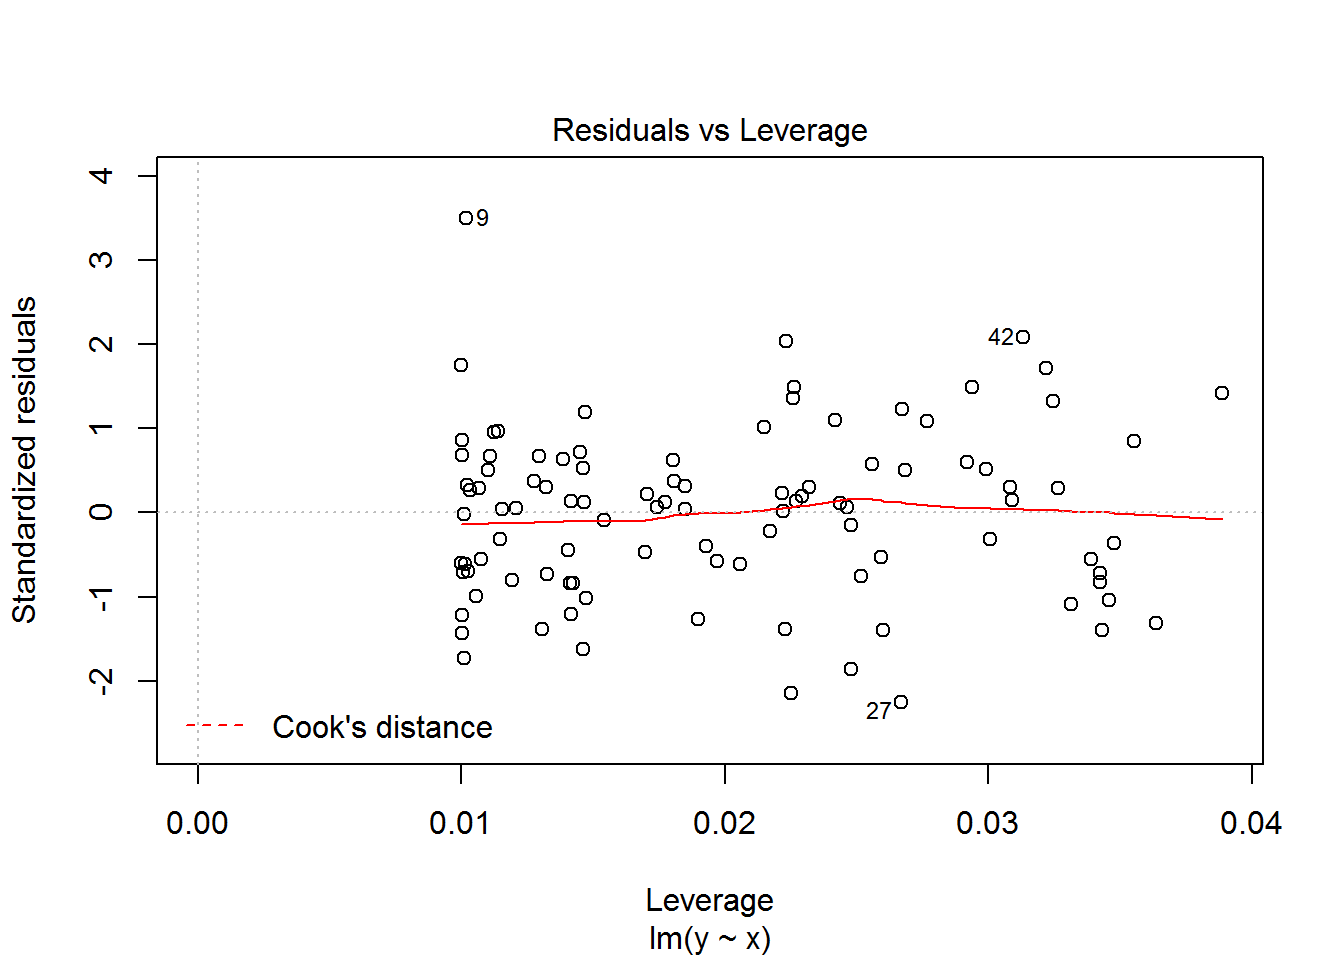 Residuals vs Leverage
Standardized residuals
4
3
2
1
0
-1
-2
9
42
27
Cook's distance
0.00 0.01 0.02 0.03 0.04
Leverage
lm(y ~ x)